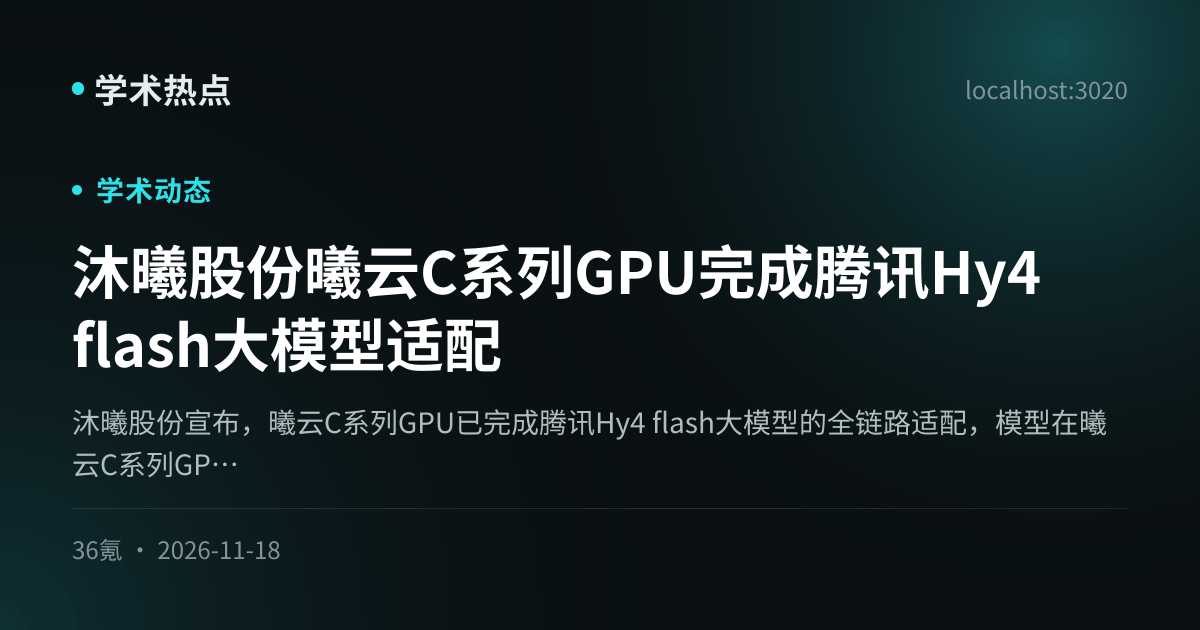 学术热点
localhost:3020
学术动态
沐曦股份曦云C系列GPU完成腾讯Hy4
flash大模型适配
沐曦股份宣布，曦云C系列GPU已完成腾讯Hy4 flash大模型的全链路适配，模型在曦
云C系列GP…
36氪 · 2026-11-18